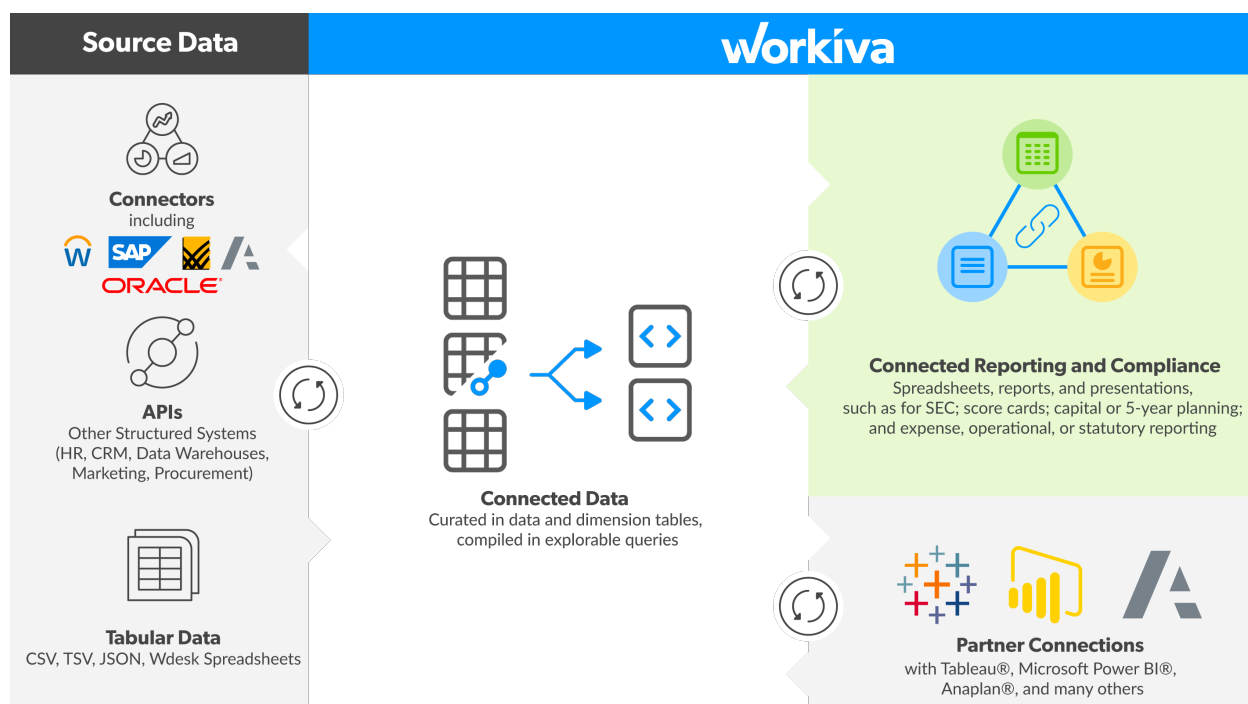 Source Data
workiva
Connectors
including
W
SAP
ORACLE®
APIs
Other Structured Systems
(HR, CRM, Data Warehouses,
Marketing, Procurement)
Tabular Data
CSV, TSV, JSON, Wdesk Spreadsheets
Connected Data
Curated in data and dimension tables,
compiled in explorable queries
Connected Reporting and Compliance
Spreadsheets, reports, and presentations,
such as for SEC; score cards; capital or 5-year planning;
and expense, operational, or statutory reporting
Partner Connections
with Tableau®, Microsoft Power BI®,
Anaplan®, and many others